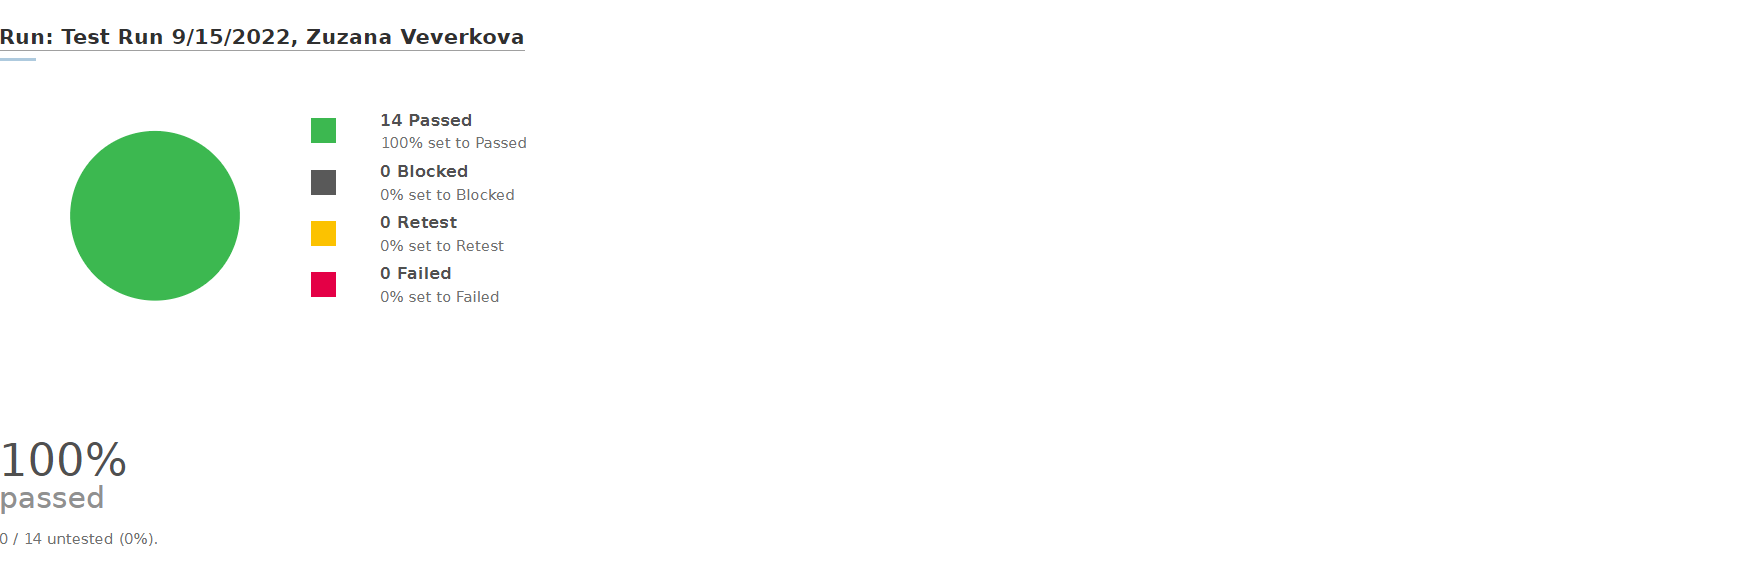 Run: Test Run 9/15/2022, Zuzana Veverkova
14 Passed
100% set to Passed
0 Blocked
0% set to Blocked
0 Retest
0% set to Retest
0 Failed
0% set to Failed
100%
passed
0 / 14 untested (0%).